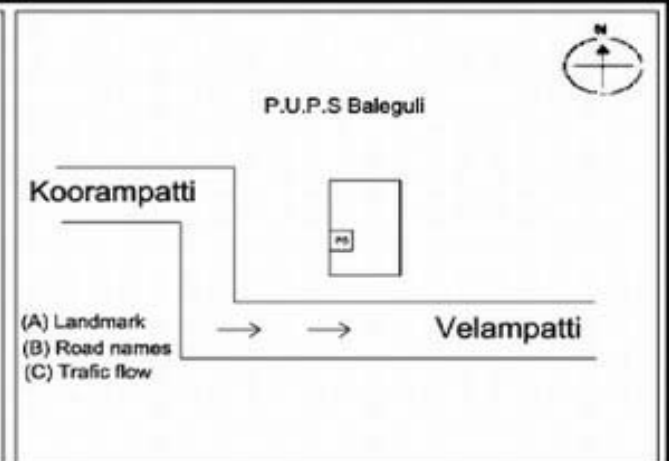 N
P.U.P.S Baleguli
Koorampatti
PS
(A) Landmark
(B) Road names
(C) Trafic flow
Velampatti